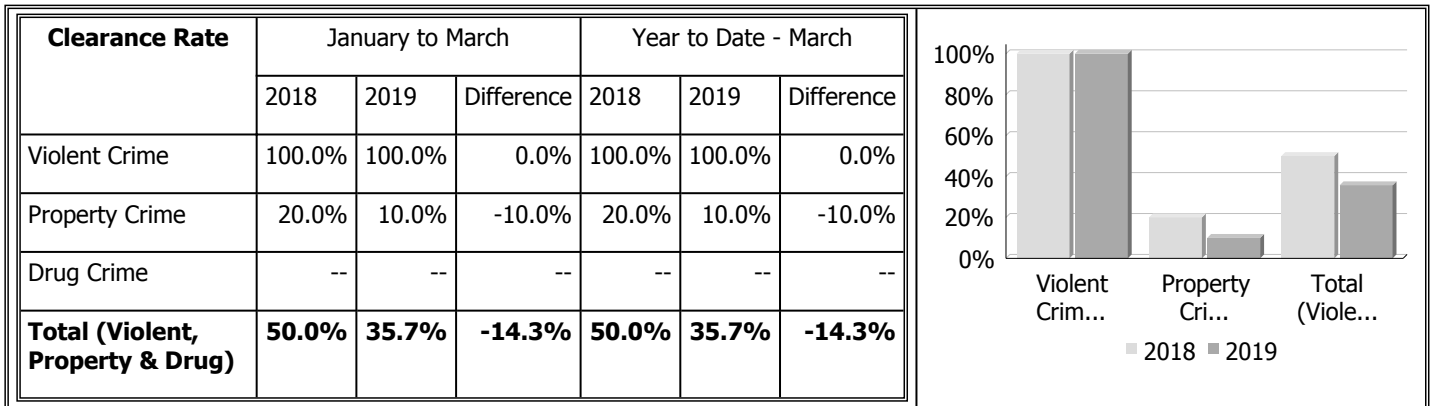 Clearance Rate January to March Year to Date - March
2018 2019 Difference 2018 2019 Difference
Violent Crime 100.0% 100.0% 0.0% 100.0% 100.0% 0.0%
Property Crime 20.0% 10.0% -10.0% 20.0% 10.0% -10.0%
Drug Crime -- -- -- -- -- --
Total (Violent, 50.0% 35.7% -14.3% 50.0% 35.7% -14.3%
Property & Drug)
100%
80%
60%
40%
20%
0%
Violent Property Total
Crim... Cri... (Viole...
2018 2019